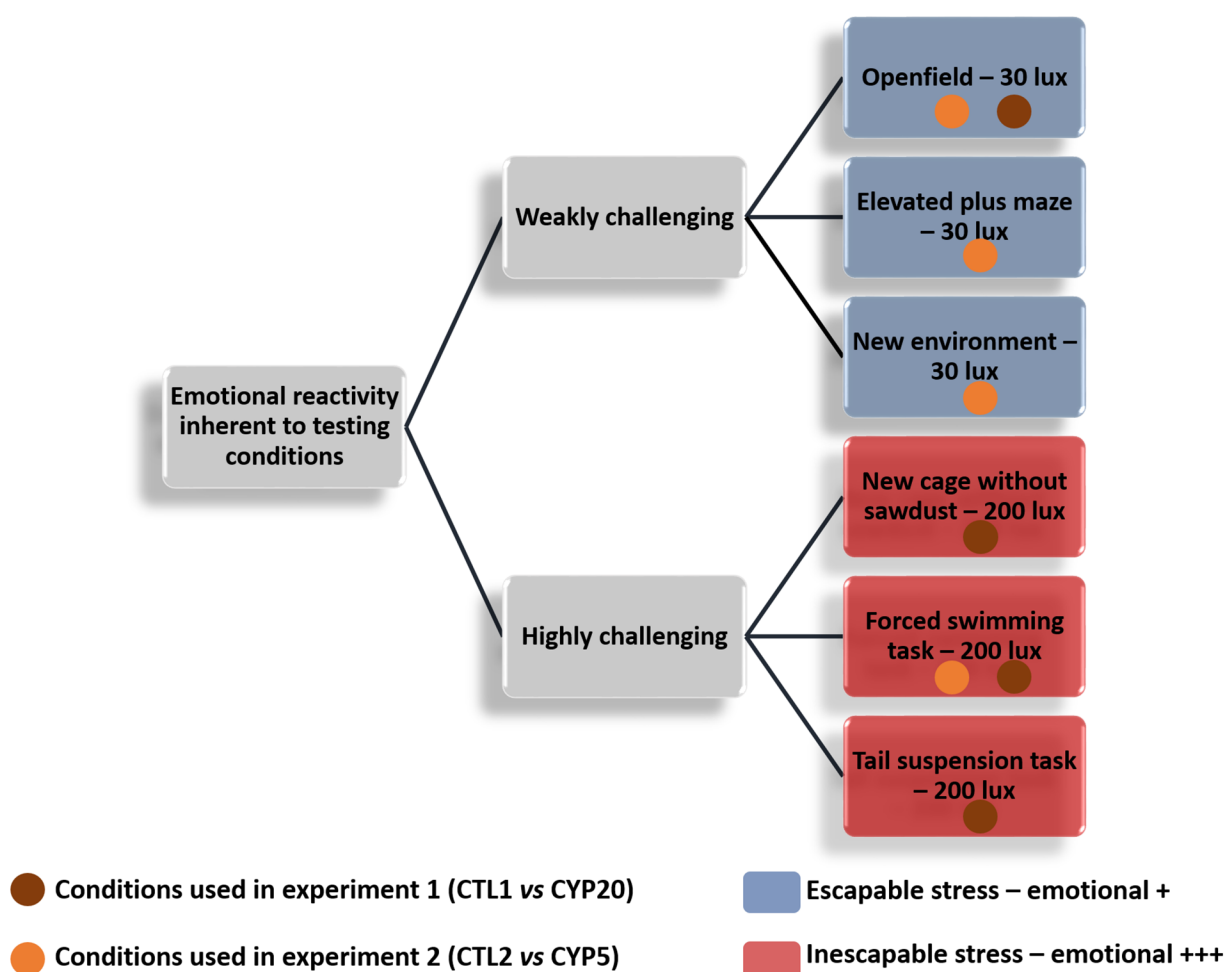 Openfield – 30 lux
Weakly challenging
Elevated plus maze
– 30 lux
New environment –
30 lux
Emotional reactivity
inherent to testing
conditions
New cage without
sawdust – 200 lux
Highly challenging
Forced swimming
task – 200 lux
Tail suspension task
– 200 lux
Conditions used in experiment 1 (CTL1 vs CYP20)
Conditions used in experiment 2 (CTL2 vs CYP5)
Escapable stress – emotional +
Inescapable stress – emotional +++